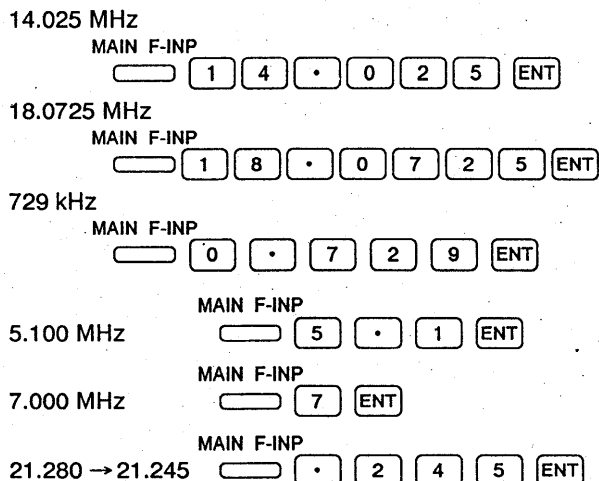 14.025 MHz
MAIN F-INP
1 4 · 0 2 5 ENT
18.0725 MHz
MAIN F-INP
1 8 · 0 7 2 5 ENT
729 kHz
MAIN F-INP
0 · 7 2 9 ENT
MAIN F-INP
5.100 MHz 5 · 1 ENT
MAIN F-INP
7.000 MHz 7 ENT
MAIN F-INP
21.280 → 21.245 · 2 4 5 ENT